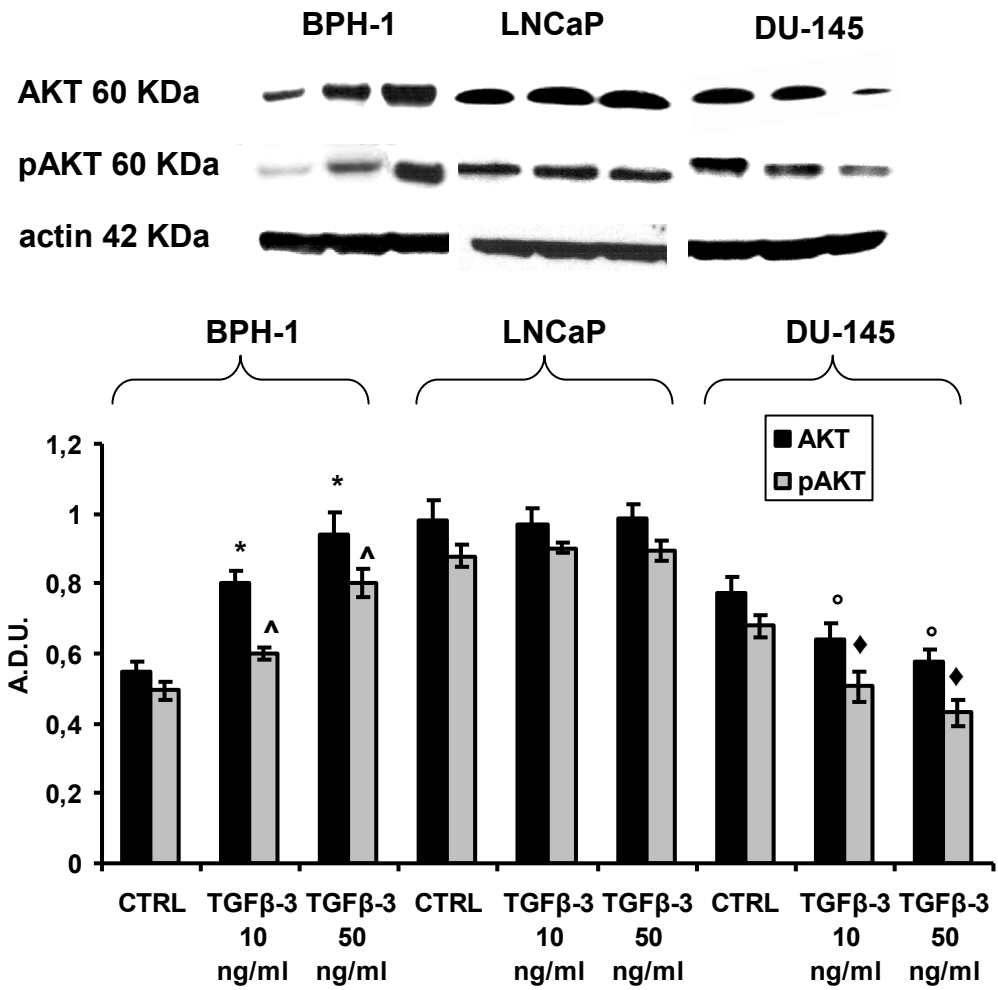 BPH-1 LNCaP DU-145
AKT 60 KDa
pAKT 60 KDa
actin 42 KDa
BPH-1 LNCaP DU-145
AKT
pAKT
A.D.U.
1,2
1
0,8
0,6
0,4
0,2
0
* ^ * ^ ° ♦ ° ♦
CTRL TGFβ-3 TGFβ-3 CTRL TGFβ-3 TGFβ-3 CTRL TGFβ-3 TGFβ-3
10 50 10 50 10 50
ng/ml ng/ml ng/ml ng/ml ng/ml ng/ml